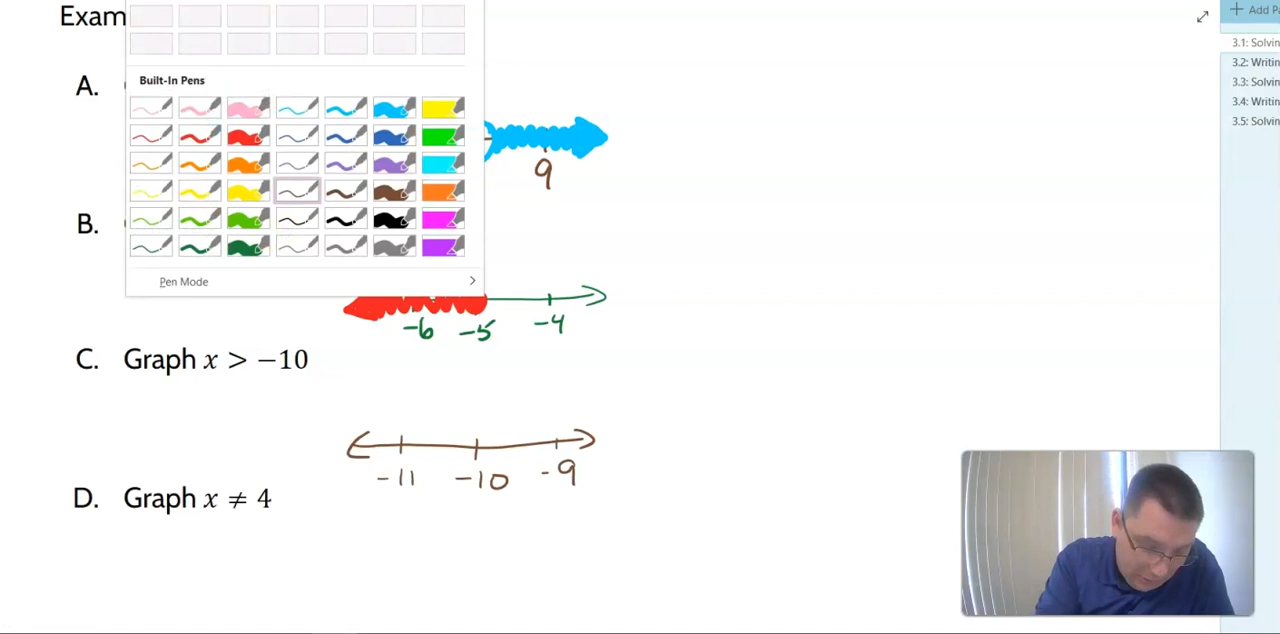 Exam
Add Pa
3.1: Solvin
3.2: Writin
3.3: Solvin
3.4: Writin
3.5: Solvin
A.
Built-In Pens
9
B.
Pen Mode
-6 -5 -4
C. Graph x > −10
-11 -10 -9
D. Graph x ≠ 4